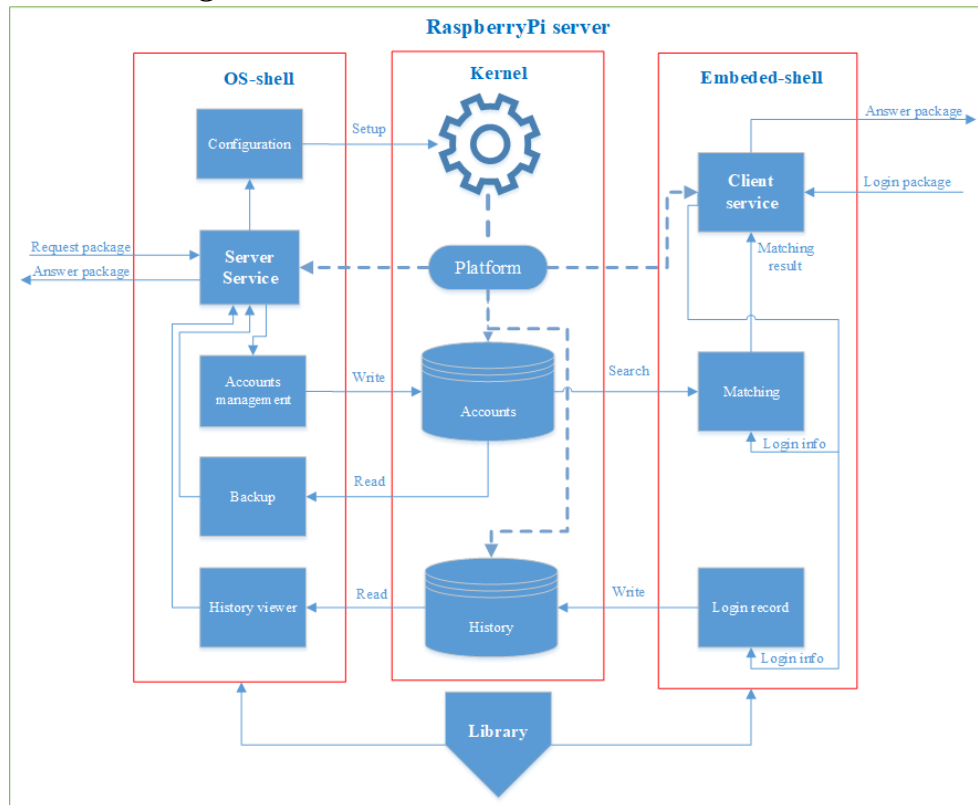 RaspberryPi server
OS-shell
Kernel
Embeded-shell
Configuration
Setup
Answer package
Client
service
Login package
Request package
Answer package
Server
Service
Platform
Matching
result
Accounts
management
Write
Accounts
Search
Matching
Login info
Backup
Read
History viewer
Read
History
Write
Login record
Login info
Library